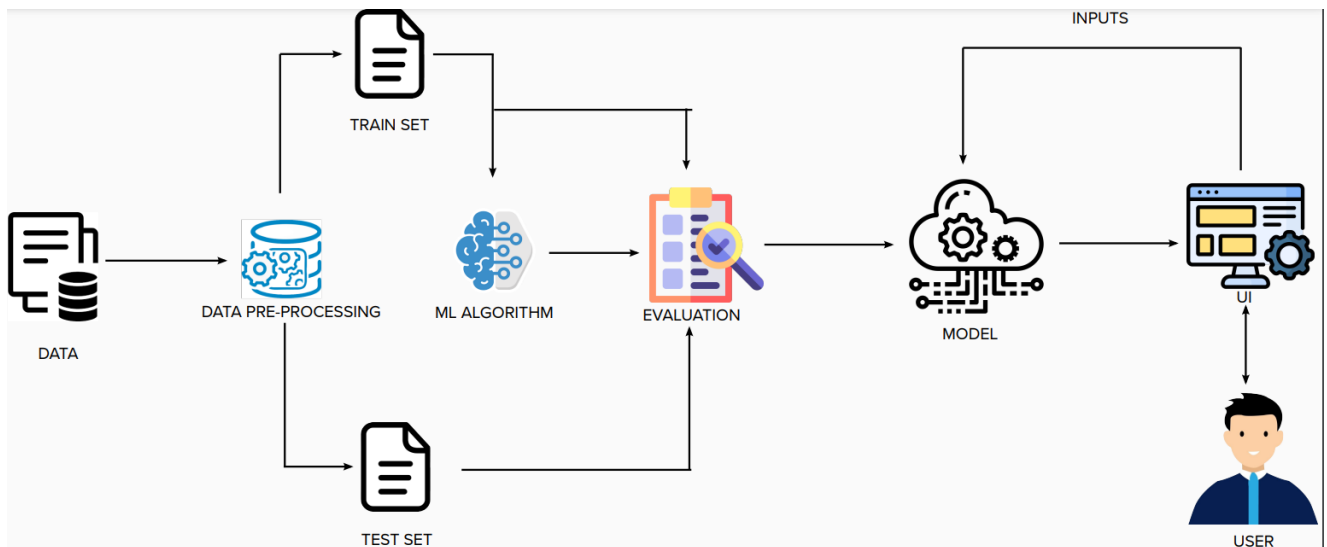 INPUTS
TRAIN SET
DATA PRE-PROCESSING
ML ALGORITHM
EVALUATION
UI
MODEL
DATA
TEST SET
USER